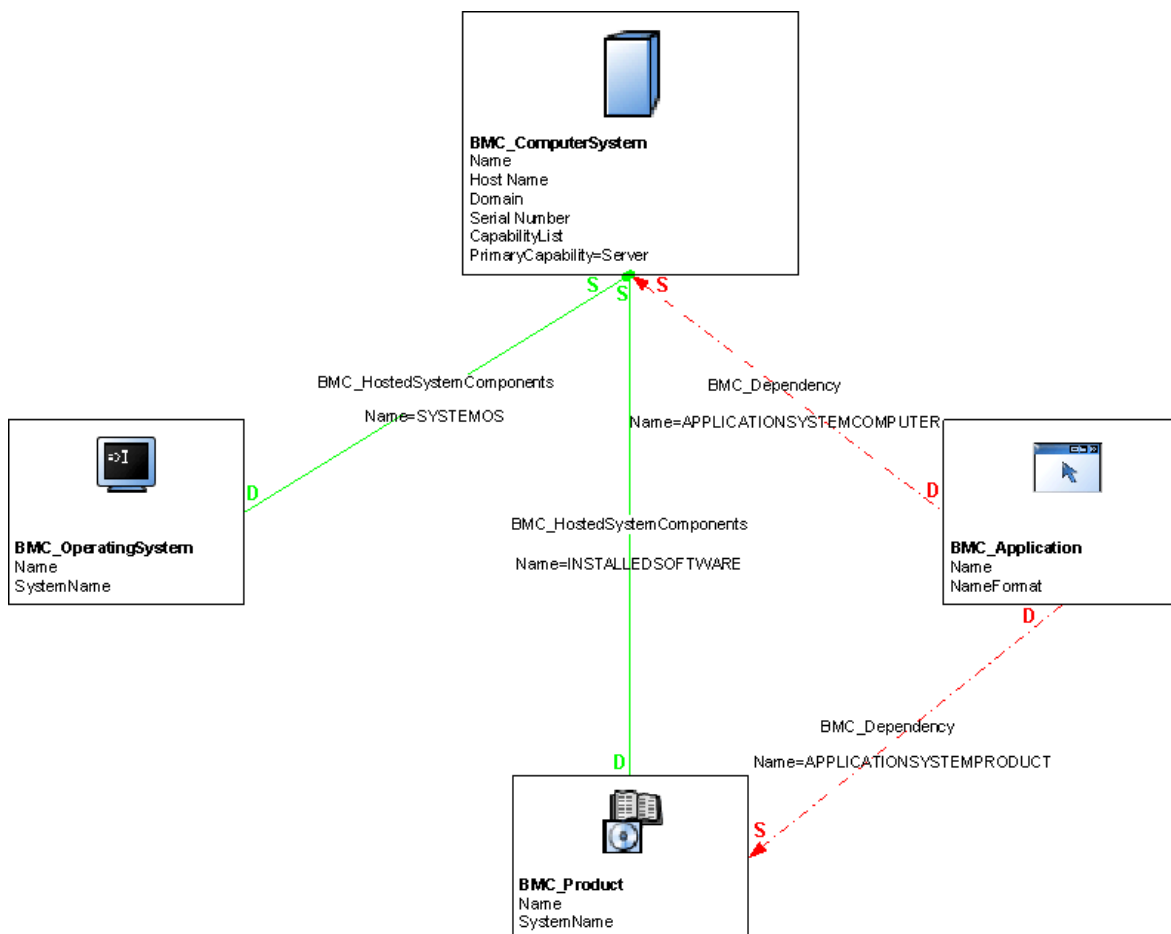 BMC_ComputerSystem
Name
Host Name
Domain
Serial Number
CapabilityList
PrimaryCapability=Server
S
S
S
BMC_HostedSystemComponents
Name=SYSTEMOS
BMC_Dependency
Name=APPLICATIONSYSTEMCOMPUTER
=>I
D
BMC_OperatingSystem
Name
SystemName
D
BMC_Application
Name
NameFormat
BMC_HostedSystemComponents
Name=INSTALLEDSOFTWARE
D
BMC_Dependency
Name=APPLICATIONSYSTEMPRODUCT
D
S
BMC_Product
Name
SystemName